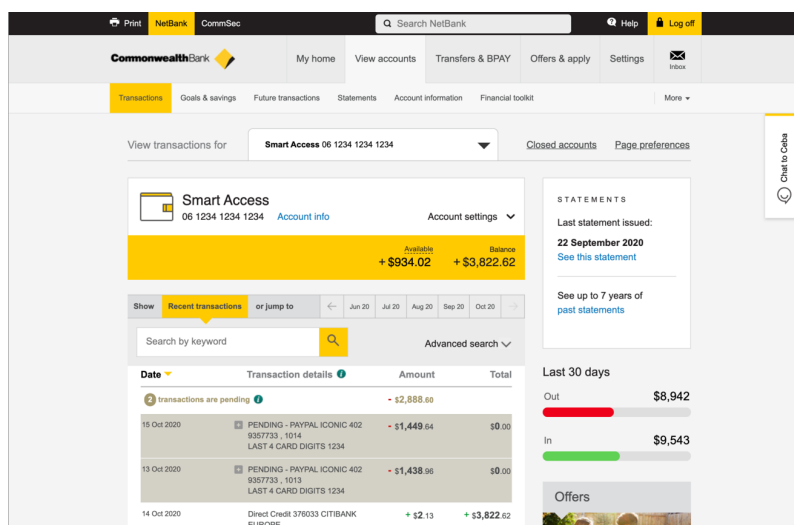 Print NetBank CommSec Search NetBank Help Log off
CommonwealthBank My home View accounts Transfers & BPAY Offers & apply Settings Inbox
Transactions Goals & savings Future transactions Statements Account information Financial toolkit More
View transactions for Smart Access 06 1234 1234 1234 Closed accounts Page preferences
Chat to Ceba
Smart Access
06 1234 1234 1234 Account info Account settings
Available Balance
+ $934.02 + $3,822.62
STATEMENTS
Last statement issued:
22 September 2020
See this statement
See up to 7 years of
past statements
Show Recent transactions or jump to Jun 20 Jul 20 Aug 20 Sep 20 Oct 20
Search by keyword Advanced search
Date Transaction details Amount Total
2 transactions are pending - $2,888.60
15 Oct 2020 PENDING - PAYPAL ICONIC 402 - $1,449.64 $0.00
9357733 , 1014
LAST 4 CARD DIGITS 1234
13 Oct 2020 PENDING - PAYPAL ICONIC 402 - $1,438.96 $0.00
9357733 , 1013
LAST 4 CARD DIGITS 1234
14 Oct 2020 Direct Credit 376033 CITIBANK + $2.13 + $3,822.62
EUROPE
Last 30 days
Out $8,942
In $9,543
Offers